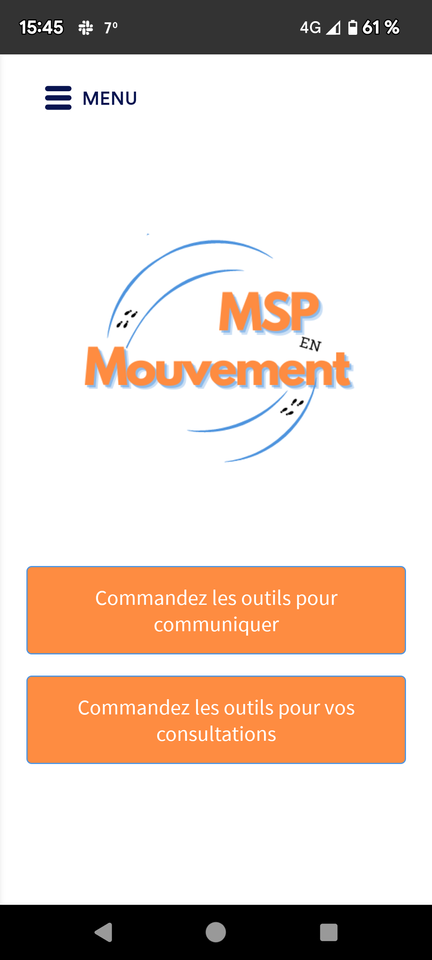 15:45 7° 4G 61 %
MENU
MSP
EN
Mouvement
Commandez les outils pour
communiquer
Commandez les outils pour vos
consultations